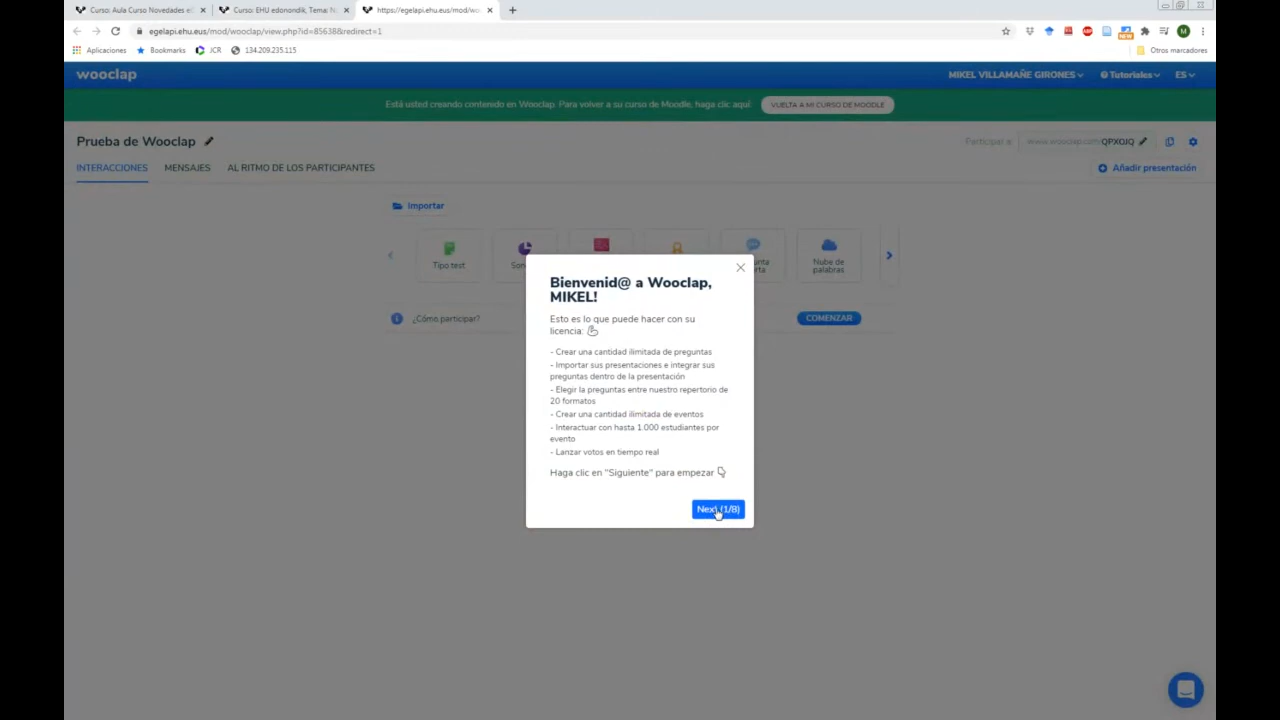 Curso: Aula Curso Novedades e
Curso: EHU edonondik, Tema: N
https://egelapi.ehu.eus/mod/wo
egelapi.ehu.eus/mod/wooclap/view.php?id=85638&redirect=1
Aplicaciones
Bookmarks
JCR
134.209.235.115
Otros marcadores
wooclap
MIKEL VILLAMAÑE GIRONES
Tutoriales
ES
Está usted creando contenido en Wooclap. Para volver a su curso de Moodle, haga clic aquí:
VUELTA A MI CURSO DE MOODLE
Prueba de Wooclap
Participar a:
www.wooclap.com/QPXOJQ
INTERACCIONES
MENSAJES
AL RITMO DE LOS PARTICIPANTES
Añadir presentación
Importar
Tipo test
Nube de
palabras
¿Cómo participar?
COMENZAR
Bienvenid@ a Wooclap,
MIKEL!
Esto es lo que puede hacer con su
licencia:
- Crear una cantidad ilimitada de preguntas
- Importar sus presentaciones e integrar sus
preguntas dentro de la presentación
- Elegir la preguntas entre nuestro repertorio de
20 formatos
- Crear una cantidad ilimitada de eventos
- Interactuar con hasta 1.000 estudiantes por
evento
- Lanzar votos en tiempo real
Haga clic en "Siguiente" para empezar
Next (1/8)